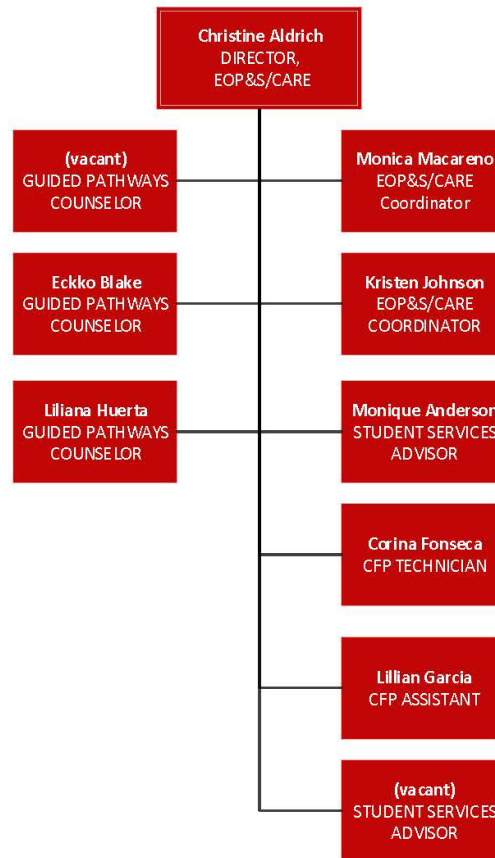 Christine Aldrich
DIRECTOR,
EOP&S/CARE
(vacant)
GUIDED PATHWAYS
COUNSELOR
Monica Macareno
EOP&S/CARE
Coordinator
Eckko Blake
GUIDED PATHWAYS
COUNSELOR
Kristen Johnson
EOP&S/CARE
COORDINATOR
Liliana Huerta
GUIDED PATHWAYS
COUNSELOR
Monique Anderson
STUDENT SERVICES
ADVISOR
Corina Fonseca
CFP TECHNICIAN
Lillian Garcia
CFP ASSISTANT
(vacant)
STUDENT SERVICES
ADVISOR